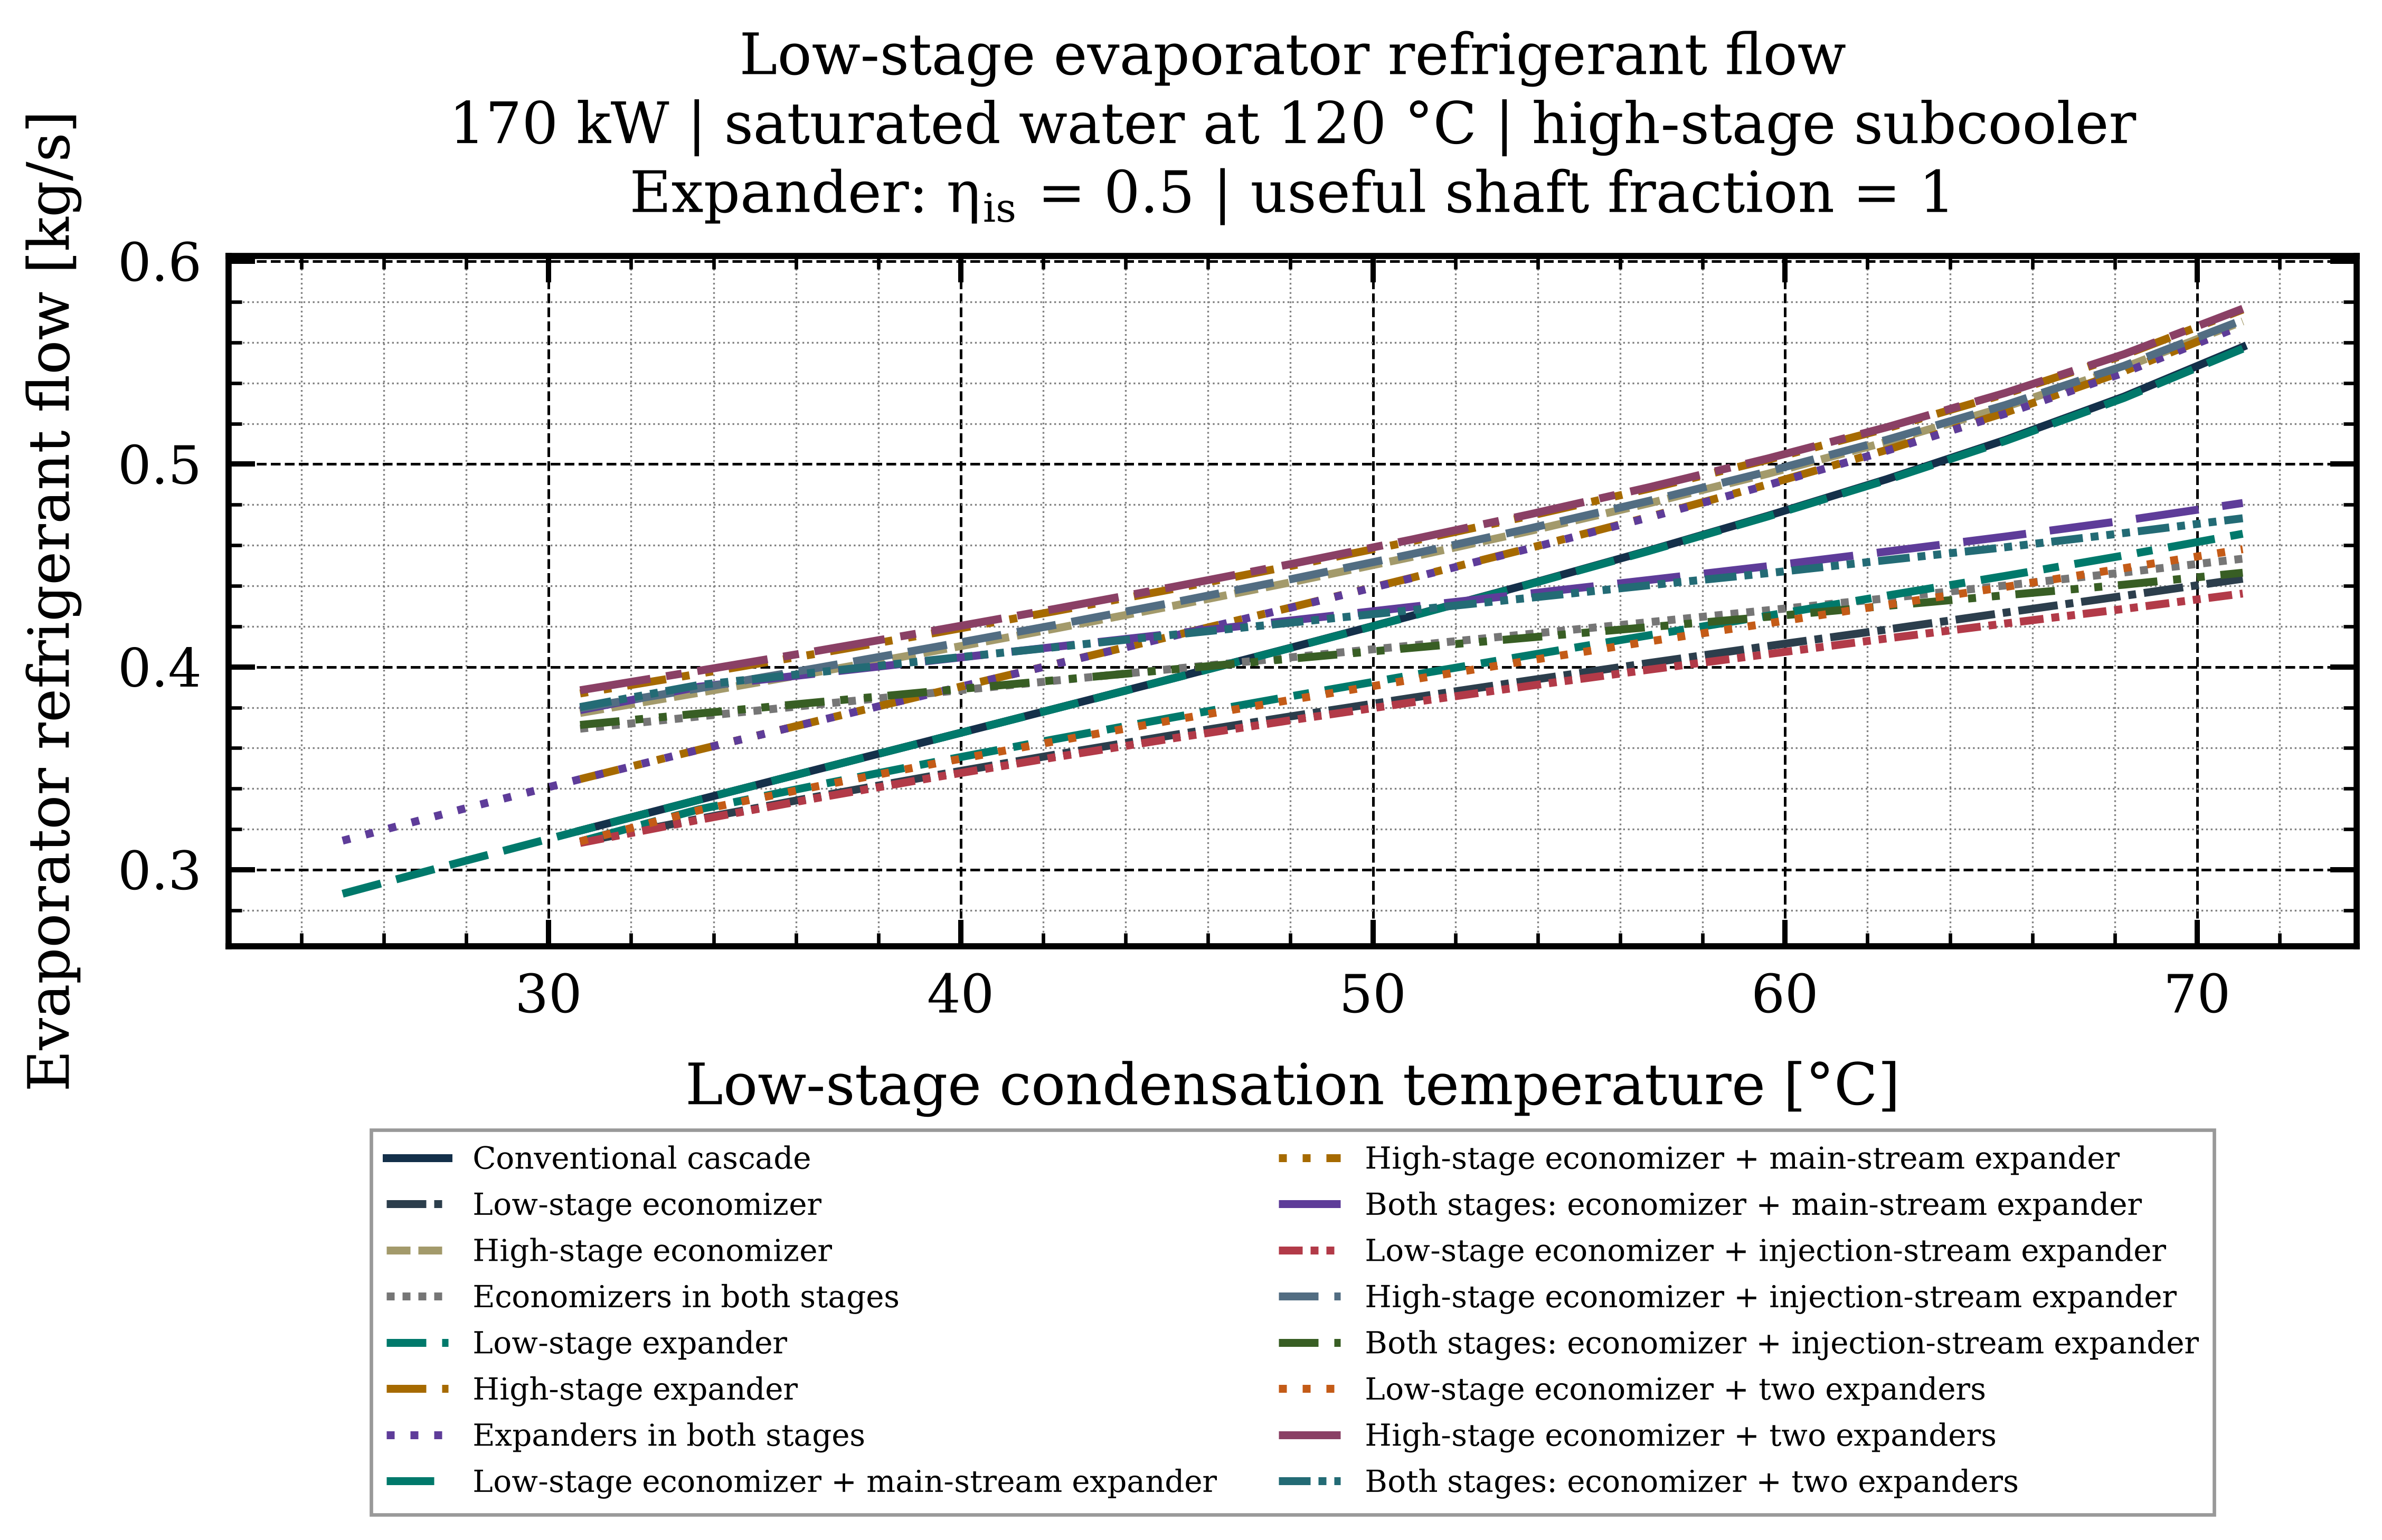 Low-stage evaporator refrigerant flow
170 kW | saturated water at 120 °C | high-stage subcooler
Expander: ηis = 0.5 | useful shaft fraction = 1
Evaporator refrigerant flow [kg/s]
0.6
0.5
0.4
0.3
30 40 50 60 70
Low-stage condensation temperature [°C]
Conventional cascade
Low-stage economizer
High-stage economizer
Economizers in both stages
Low-stage expander
High-stage expander
Expanders in both stages
Low-stage economizer + main-stream expander
High-stage economizer + main-stream expander
Both stages: economizer + main-stream expander
Low-stage economizer + injection-stream expander
High-stage economizer + injection-stream expander
Both stages: economizer + injection-stream expander
Low-stage economizer + two expanders
High-stage economizer + two expanders
Both stages: economizer + two expanders